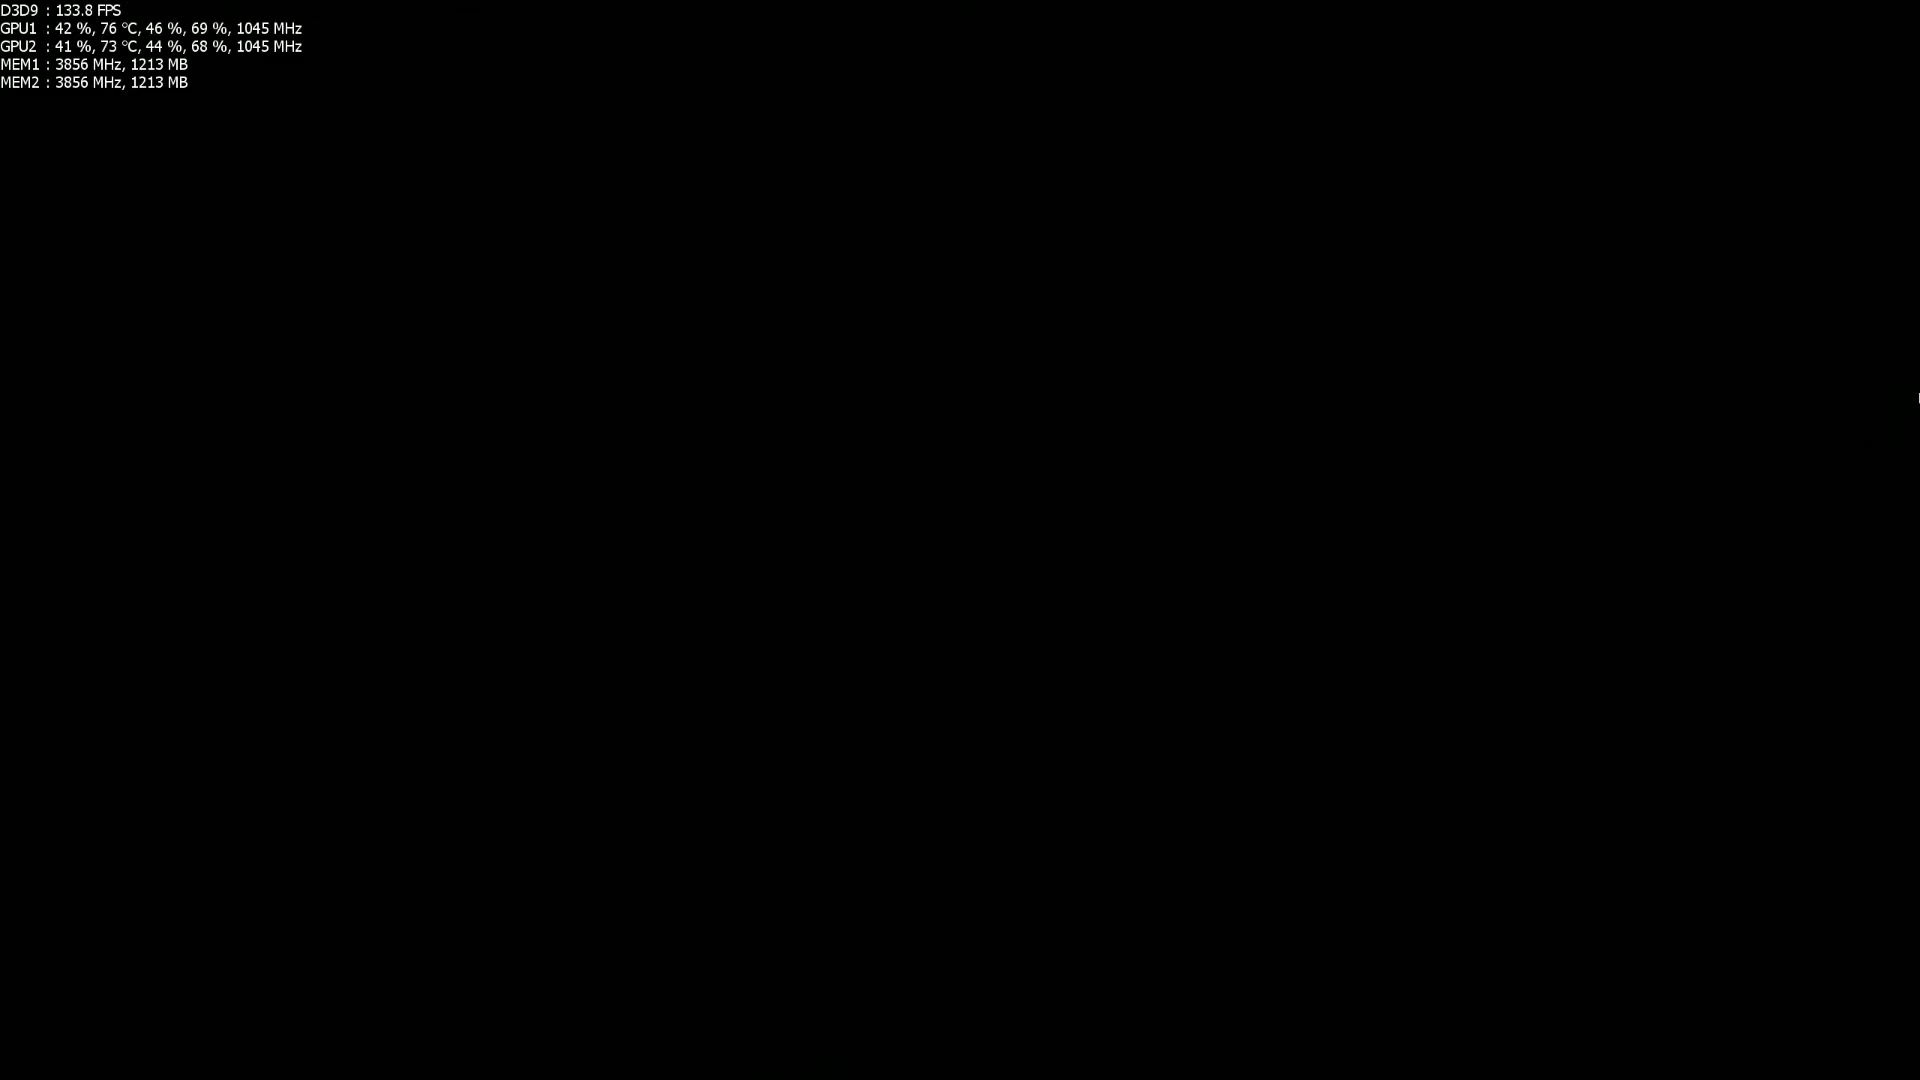 D3D9 : 133.8 FPS
GPU1 : 42 %, 76 °C, 46 %, 69 %, 1045 MHz
GPU2 : 41 %, 73 °C, 44 %, 68 %, 1045 MHz
MEM1 : 3856 MHz, 1213 MB
MEM2 : 3856 MHz, 1213 MB